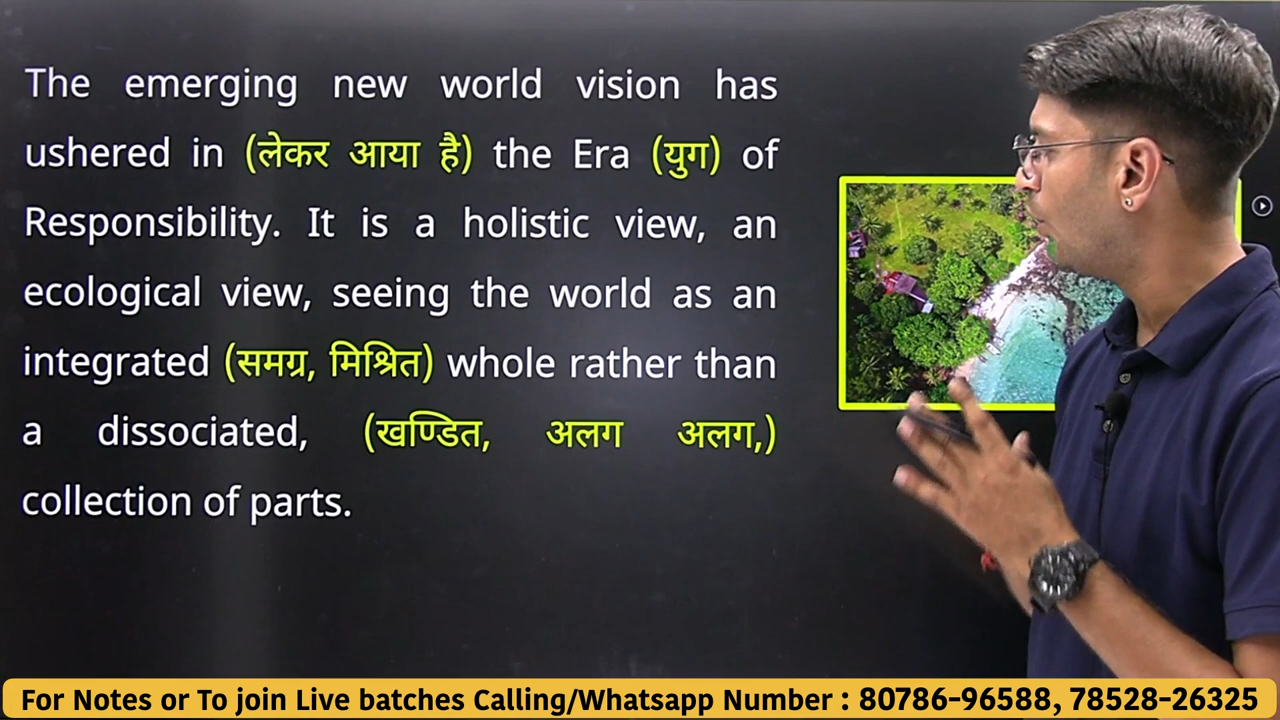 The emerging new world vision has
ushered in (लेकर आया है) the Era (युग) of
Responsibility. It is a holistic view, an
ecological view, seeing the world as an
integrated (समग्र, मिश्रित) whole rather than
a dissociated, (खण्डित, अलग अलग,)
collection of parts.
For Notes or To join Live batches Calling/Whatsapp Number : 80786-96588, 78528-26325